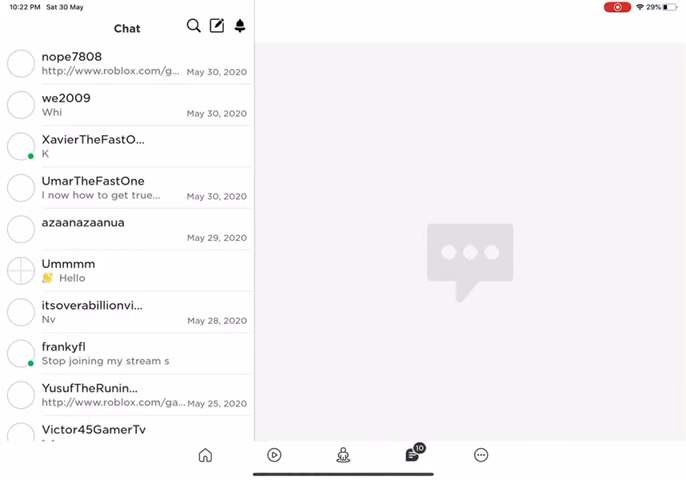 10:22 PM Sat 30 May
29%
Chat
nope7808
http://www.roblox.com/g... May 30, 2020
we2009
Whi May 30, 2020
XavierTheFastO...
K
UmarTheFastOne
I now how to get true... May 30, 2020
azaanazaanua
May 29, 2020
Ummmm
👋 Hello
itsoverabillionvi...
Nv May 28, 2020
frankyfl
Stop joining my stream s
YusufTheRunin...
http://www.roblox.com/ga... May 25, 2020
Victor45GamerTv
10